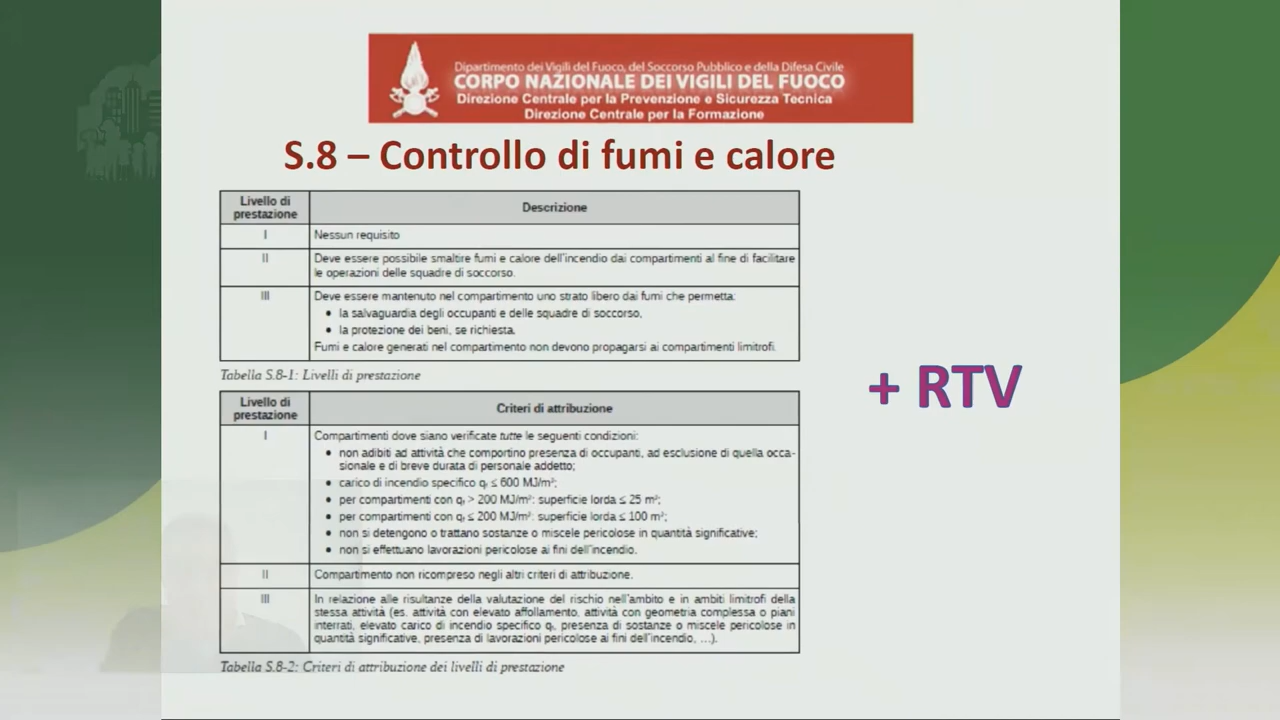 Dipartimento dei Vigili del Fuoco, del Soccorso Pubblico e della Difesa Civile
CORPO NAZIONALE DEI VIGILI DEL FUOCO
Direzione Centrale per la Prevenzione e Sicurezza Tecnica
Direzione Centrale per la Formazione
S.8 – Controllo di fumi e calore
Livello di prestazione
Descrizione
I
Nessun requisito
II
Deve essere possibile smaltire fumi e calore dell'incendio dai compartimenti al fine di facilitare
le operazioni delle squadre di soccorso.
III
Deve essere mantenuto nel compartimento uno strato libero dai fumi che permetta:
• la salvaguardia degli occupanti e delle squadre di soccorso,
• la protezione dei beni, se richiesta.
Fumi e calore generati nel compartimento non devono propagarsi ai compartimenti limitrofi.
Tabella S.8-1: Livelli di prestazione
+ RTV
Livello di prestazione
Criteri di attribuzione
I
Compartimenti dove siano verificate tutte le seguenti condizioni:
• non adibiti ad attività che comportino presenza di occupanti, ad esclusione di quella occa-
sionale e di breve durata di personale addetto;
• carico di incendio specifico qf ≤ 600 MJ/m²;
• per compartimenti con qf > 200 MJ/m²: superficie lorda ≤ 25 m²;
• per compartimenti con qf ≤ 200 MJ/m²: superficie lorda ≤ 100 m²;
• non si detengono o trattano sostanze o miscele pericolose in quantità significative;
• non si effettuano lavorazioni pericolose ai fini dell'incendio.
II
Compartimento non ricompreso negli altri criteri di attribuzione.
III
In relazione alle risultanze della valutazione del rischio nell'ambito e in ambiti limitrofi della
stessa attività (es. attività con elevato affollamento, attività con geometria complessa o piani
interrati, elevato carico di incendio specifico qf, presenza di sostanze o miscele pericolose in
quantità significative, presenza di lavorazioni pericolose ai fini dell'incendio, ...).
Tabella S.8-2: Criteri di attribuzione dei livelli di prestazione